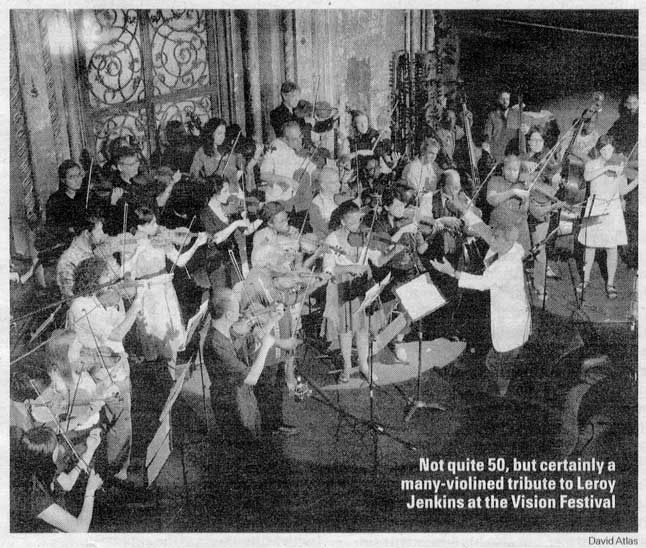 Not quite 50, but certainly a
many-violined tribute to Leroy
Jenkins at the Vision Festival
David Atlas